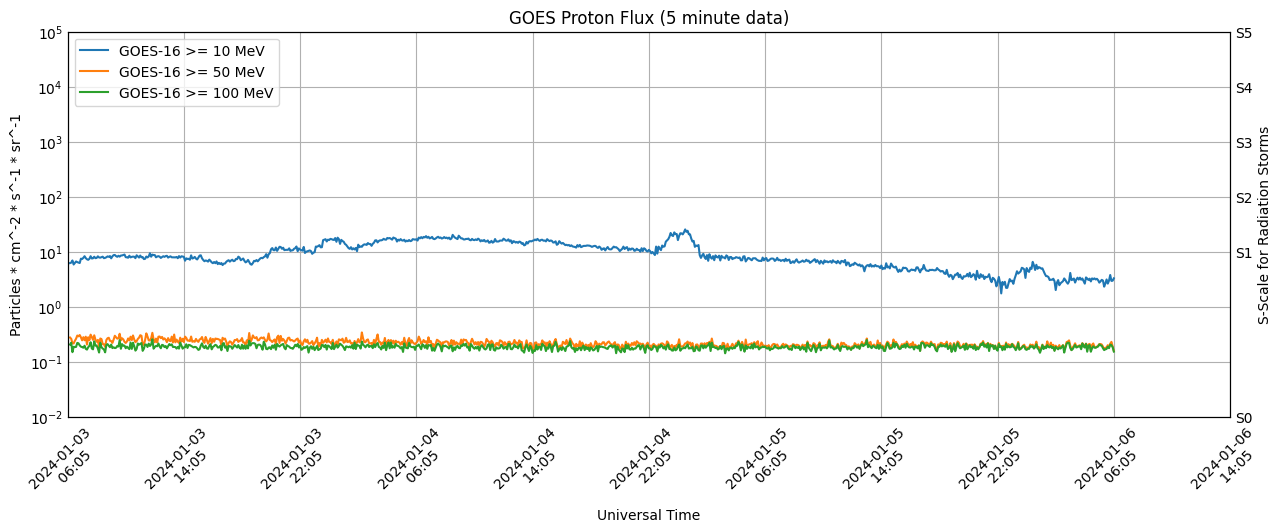 GOES Proton Flux (5 minute data)
GOES-16 >= 10 MeV
GOES-16 >= 50 MeV
GOES-16 >= 100 MeV
Particles * cm^-2 * s^-1 * sr^-1
10^5
10^4
10^3
10^2
10^1
10^0
10^-1
10^-2
S5
S4
S3
S2
S1
S0
S-Scale for Radiation Storms
2024-01-03
06:05
2024-01-03
14:05
2024-01-03
22:05
2024-01-04
06:05
2024-01-04
14:05
2024-01-04
22:05
2024-01-05
06:05
2024-01-05
14:05
2024-01-05
22:05
2024-01-06
06:05
2024-01-06
14:05
Universal Time